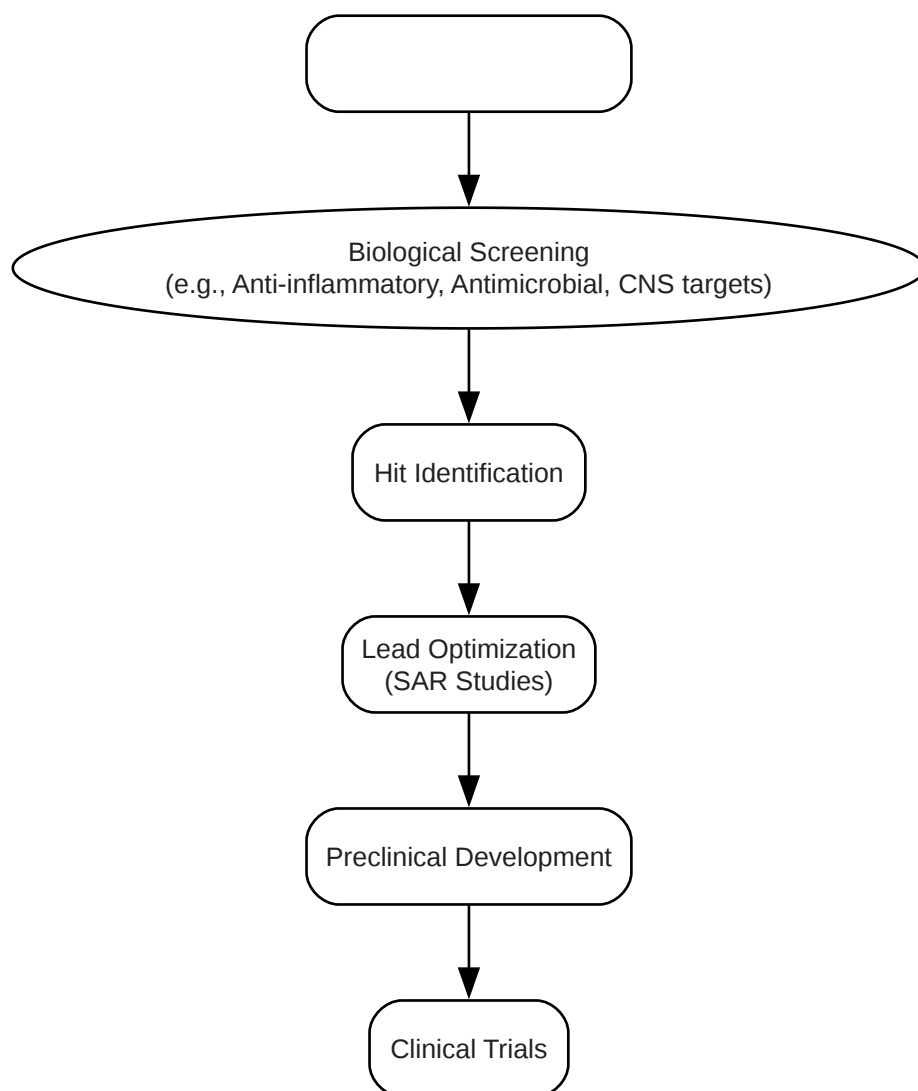 Biological Screening
(e.g., Anti-inflammatory, Antimicrobial, CNS targets)
Hit Identification
Lead Optimization
(SAR Studies)
Preclinical Development
Clinical Trials